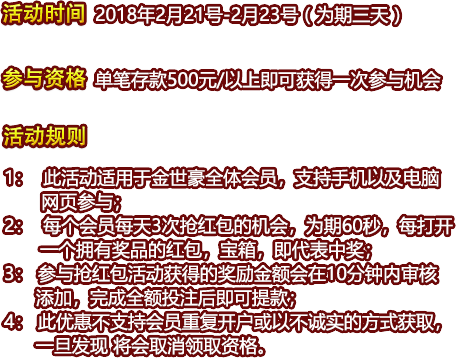 活动时间 2018年2月21号-2月23号（为期三天）
参与资格 单笔存款500元/以上即可获得一次参与机会
活动规则
1： 此活动适用于金世豪全体会员，支持手机以及电脑
网页参与；
2： 每个会员每天3次抢红包的机会，为期60秒，每打开
一个拥有奖品的红包，宝箱，即代表中奖；
3： 参与抢红包活动获得的奖励金额会在10分钟内审核
添加，完成全额投注后即可提款；
4： 此优惠不支持会员重复开户或以不诚实的方式获取，
一旦发现 将会取消领取资格。